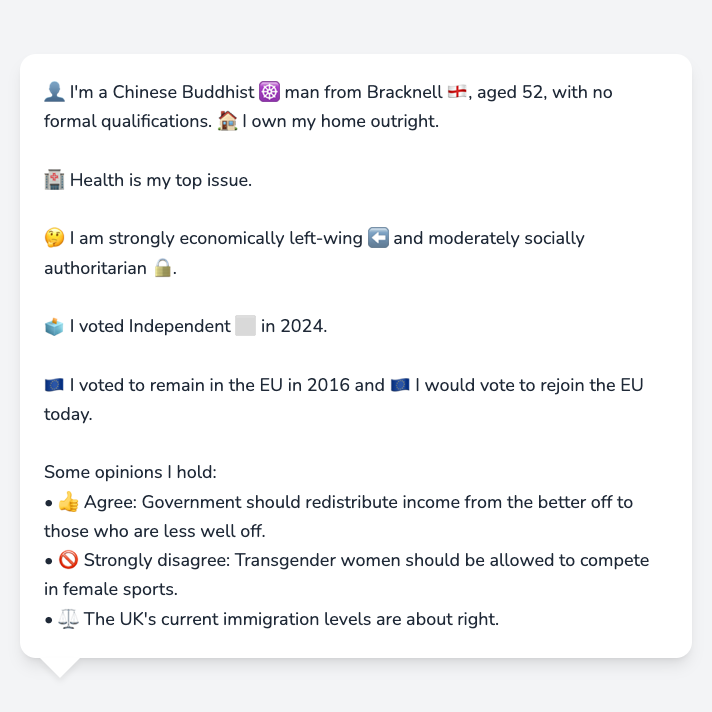 👤 I'm a Chinese Buddhist ☸️ man from Bracknell 🏴󠁧󠁢󠁥󠁮󠁧󠁿, aged 52, with no
formal qualifications. 🏠 I own my home outright.
🏥 Health is my top issue.
🤔 I am strongly economically left-wing ⬅️ and moderately socially
authoritarian 🔒.
🗳️ I voted Independent ⬜ in 2024.
🇪🇺 I voted to remain in the EU in 2016 and 🇪🇺 I would vote to rejoin the EU
today.
Some opinions I hold:
• 👍 Agree: Government should redistribute income from the better off to
those who are less well off.
• 🚫 Strongly disagree: Transgender women should be allowed to compete
in female sports.
• ⚖️ The UK's current immigration levels are about right.